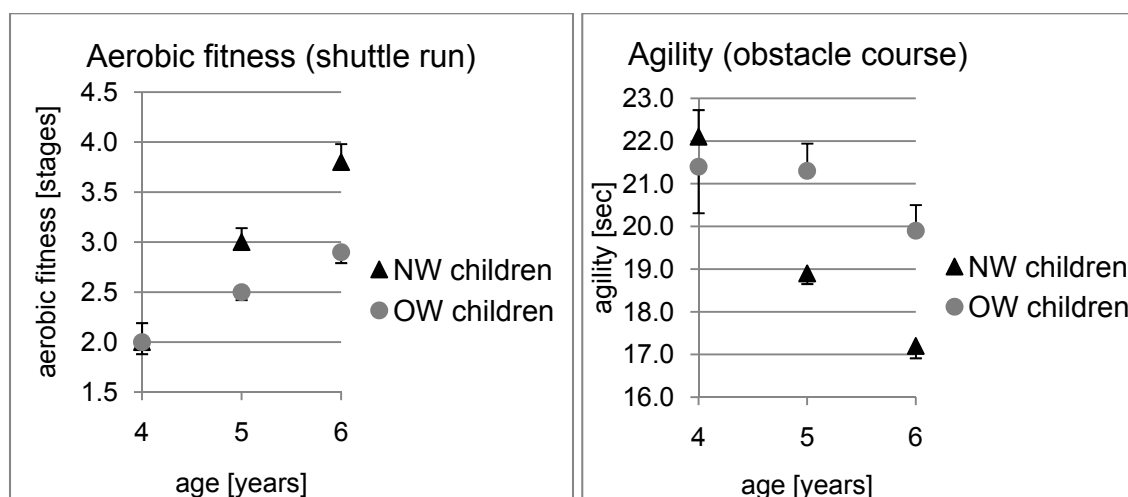 Aerobic fitness (shuttle run)
4.5
4.0
3.5
3.0
2.5
2.0
1.5
aerobic fitness [stages]
4 5 6
age [years]
NW children
OW children
Agility (obstacle course)
23.0
22.0
21.0
20.0
19.0
18.0
17.0
16.0
agility [sec]
4 5 6
age [years]
NW children
OW children